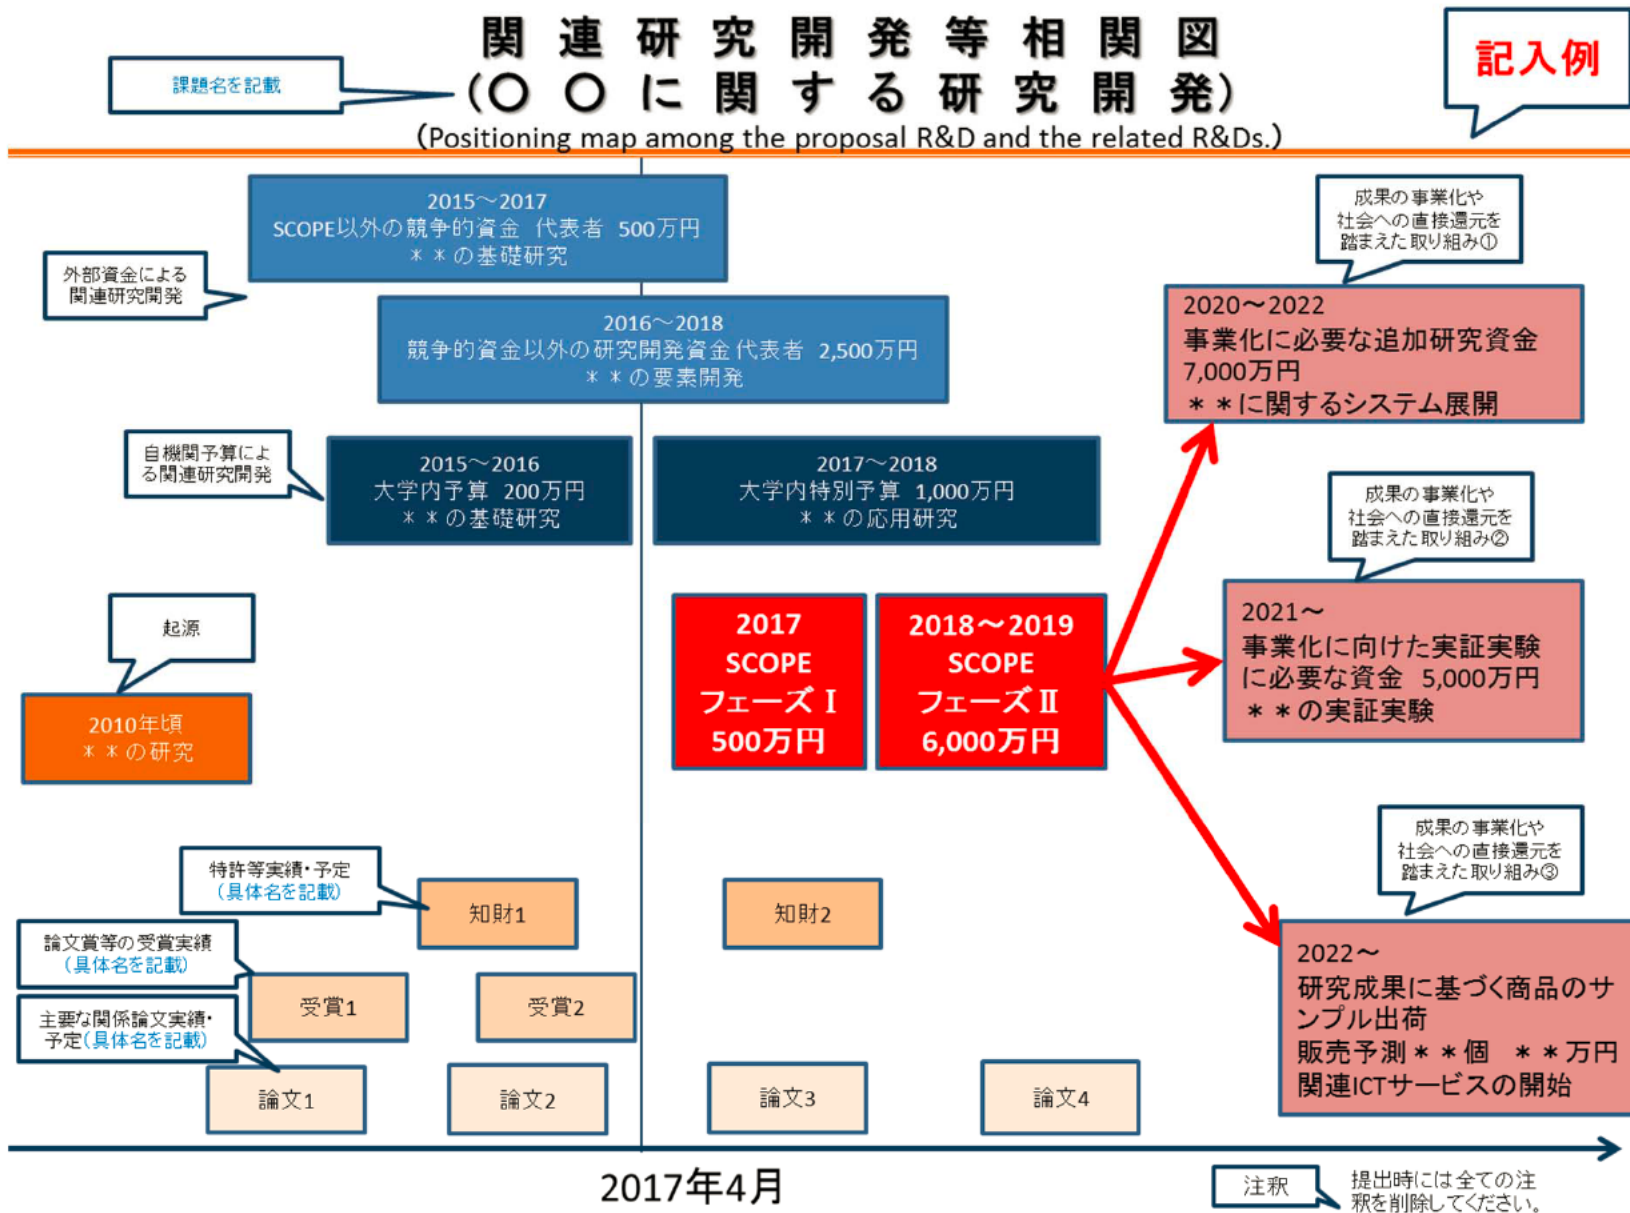 関連研究開発等相関図
(〇〇に関する研究開発)
(Positioning map among the proposal R&D and the related R&Ds.)
課題名を記載
記入例
2015～2017
SCOPE以外の競争的資金 代表者 500万円
＊＊の基礎研究
外部資金による
関連研究開発
2016～2018
競争的資金以外の研究開発資金 代表者 2,500万円
＊＊の要素開発
成果の事業化や
社会への直接還元を
踏まえた取り組み①
2020～2022
事業化に必要な追加研究資金
7,000万円
＊＊に関するシステム展開
自機関予算によ
る関連研究開発
2015～2016
大学内予算 200万円
＊＊の基礎研究
2017～2018
大学内特別予算 1,000万円
＊＊の応用研究
成果の事業化や
社会への直接還元を
踏まえた取り組み②
2021～
事業化に向けた実証実験
に必要な資金 5,000万円
＊＊の実証実験
起源
2010年頃
＊＊の研究
2017
SCOPE
フェーズⅠ
500万円
2018～2019
SCOPE
フェーズⅡ
6,000万円
成果の事業化や
社会への直接還元を
踏まえた取り組み③
2022～
研究成果に基づく商品のサ
ンプル出荷
販売予測＊＊個 ＊＊万円
関連ICTサービスの開始
特許等実績・予定
(具体名を記載)
知財1
知財2
論文賞等の受賞実績
(具体名を記載)
受賞1
受賞2
主要な関係論文実績・
予定(具体名を記載)
論文1
論文2
論文3
論文4
2017年4月
注釈
提出時には全ての注
釈を削除してください。